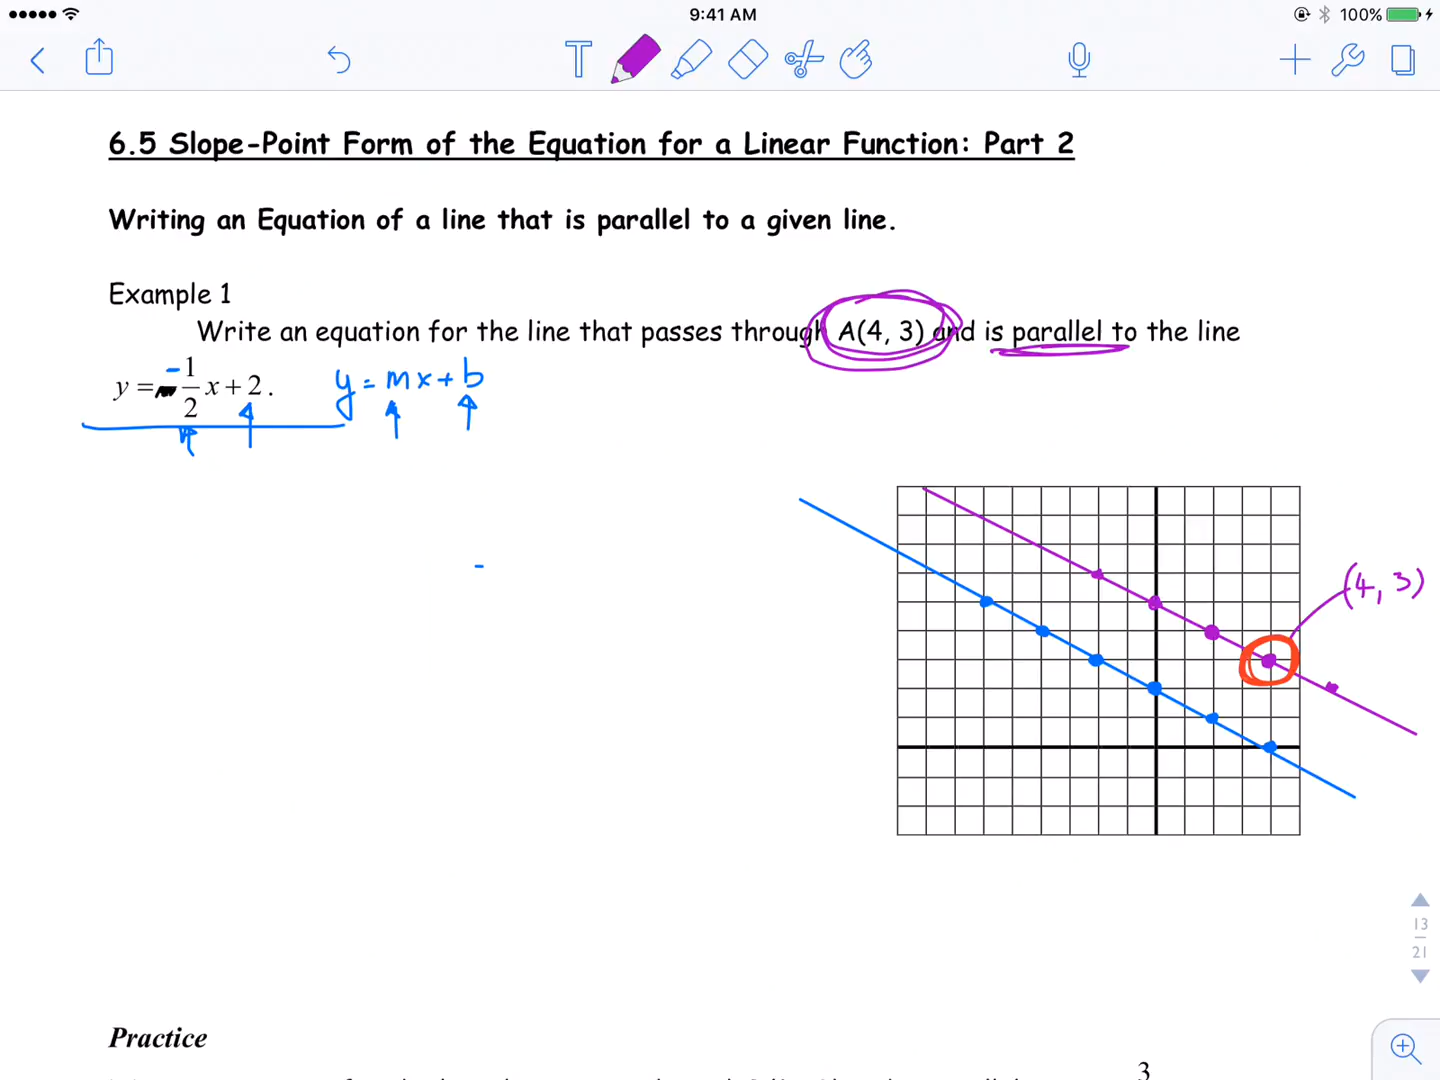 9:41 AM
100%
T
6.5 Slope-Point Form of the Equation for a Linear Function: Part 2
Writing an Equation of a line that is parallel to a given line.
Example 1
Write an equation for the line that passes through A(4, 3) and is parallel to the line
y = -1/2 x + 2.
y = mx + b
(4, 3)
-
13
21
Practice
3